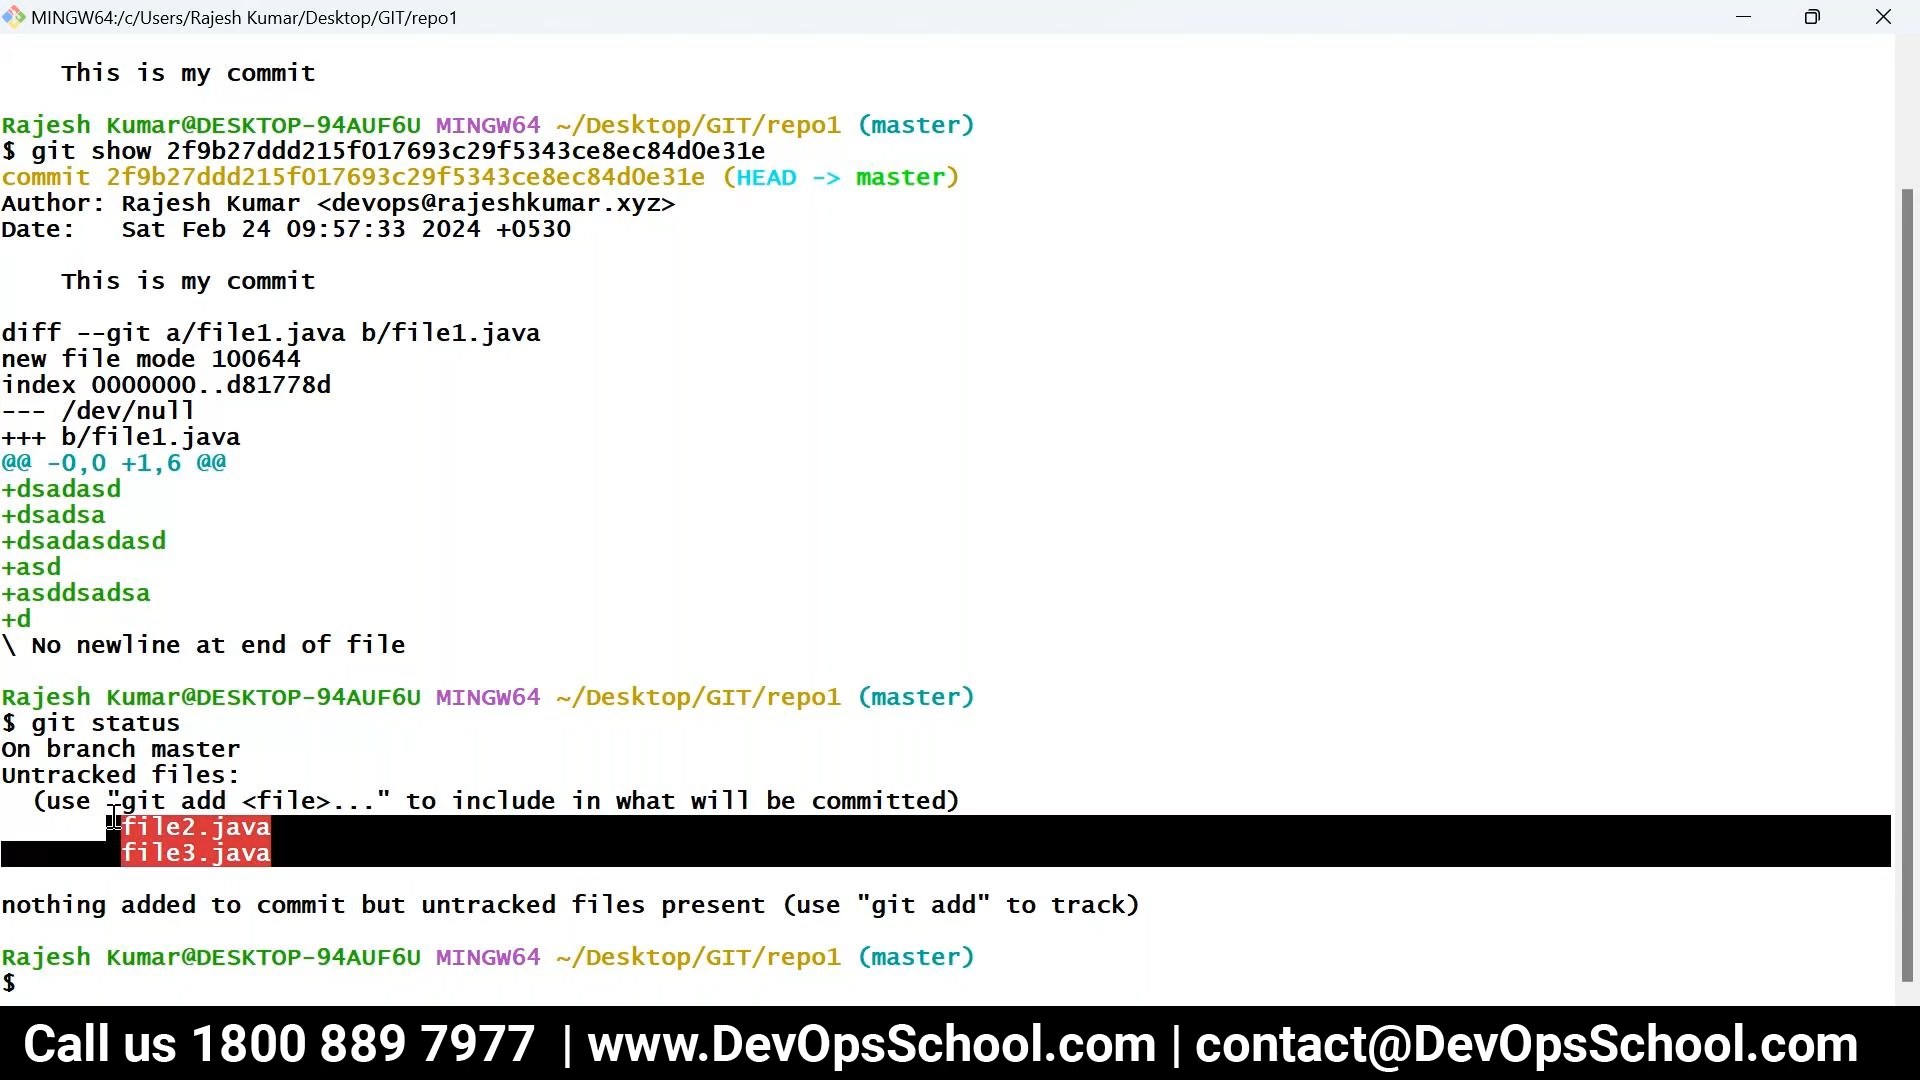 MINGW64:/c/Users/Rajesh Kumar/Desktop/GIT/repo1
    This is my commit
Rajesh Kumar@DESKTOP-94AUF6U MINGW64 ~/Desktop/GIT/repo1 (master)
$ git show 2f9b27ddd215f017693c29f5343ce8ec84d0e31e
commit 2f9b27ddd215f017693c29f5343ce8ec84d0e31e (HEAD -> master)
Author: Rajesh Kumar <devops@rajeshkumar.xyz>
Date:   Sat Feb 24 09:57:33 2024 +0530
    This is my commit
diff --git a/file1.java b/file1.java
new file mode 100644
index 0000000..d81778d
--- /dev/null
+++ b/file1.java
@@ -0,0 +1,6 @@
+dsadasd
+dsadsa
+dsadasdasd
+asd
+asddsadsa
+d
\ No newline at end of file
Rajesh Kumar@DESKTOP-94AUF6U MINGW64 ~/Desktop/GIT/repo1 (master)
$ git status
On branch master
Untracked files:
  (use "git add <file>..." to include in what will be committed)
        file2.java
        file3.java
nothing added to commit but untracked files present (use "git add" to track)
Rajesh Kumar@DESKTOP-94AUF6U MINGW64 ~/Desktop/GIT/repo1 (master)
$
Call us 1800 889 7977 | www.DevOpsSchool.com | contact@DevOpsSchool.com